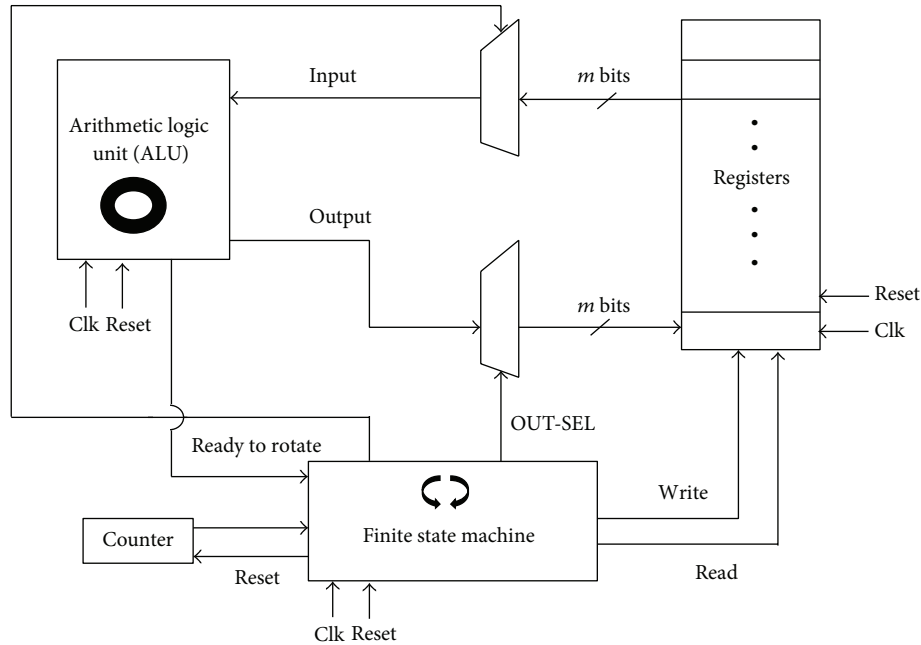 Input
m bits
Arithmetic logic
unit (ALU)
Registers
Output
m bits
Reset
Clk
Clk Reset
OUT-SEL
Ready to rotate
Write
Finite state machine
Counter
Read
Reset
Clk Reset